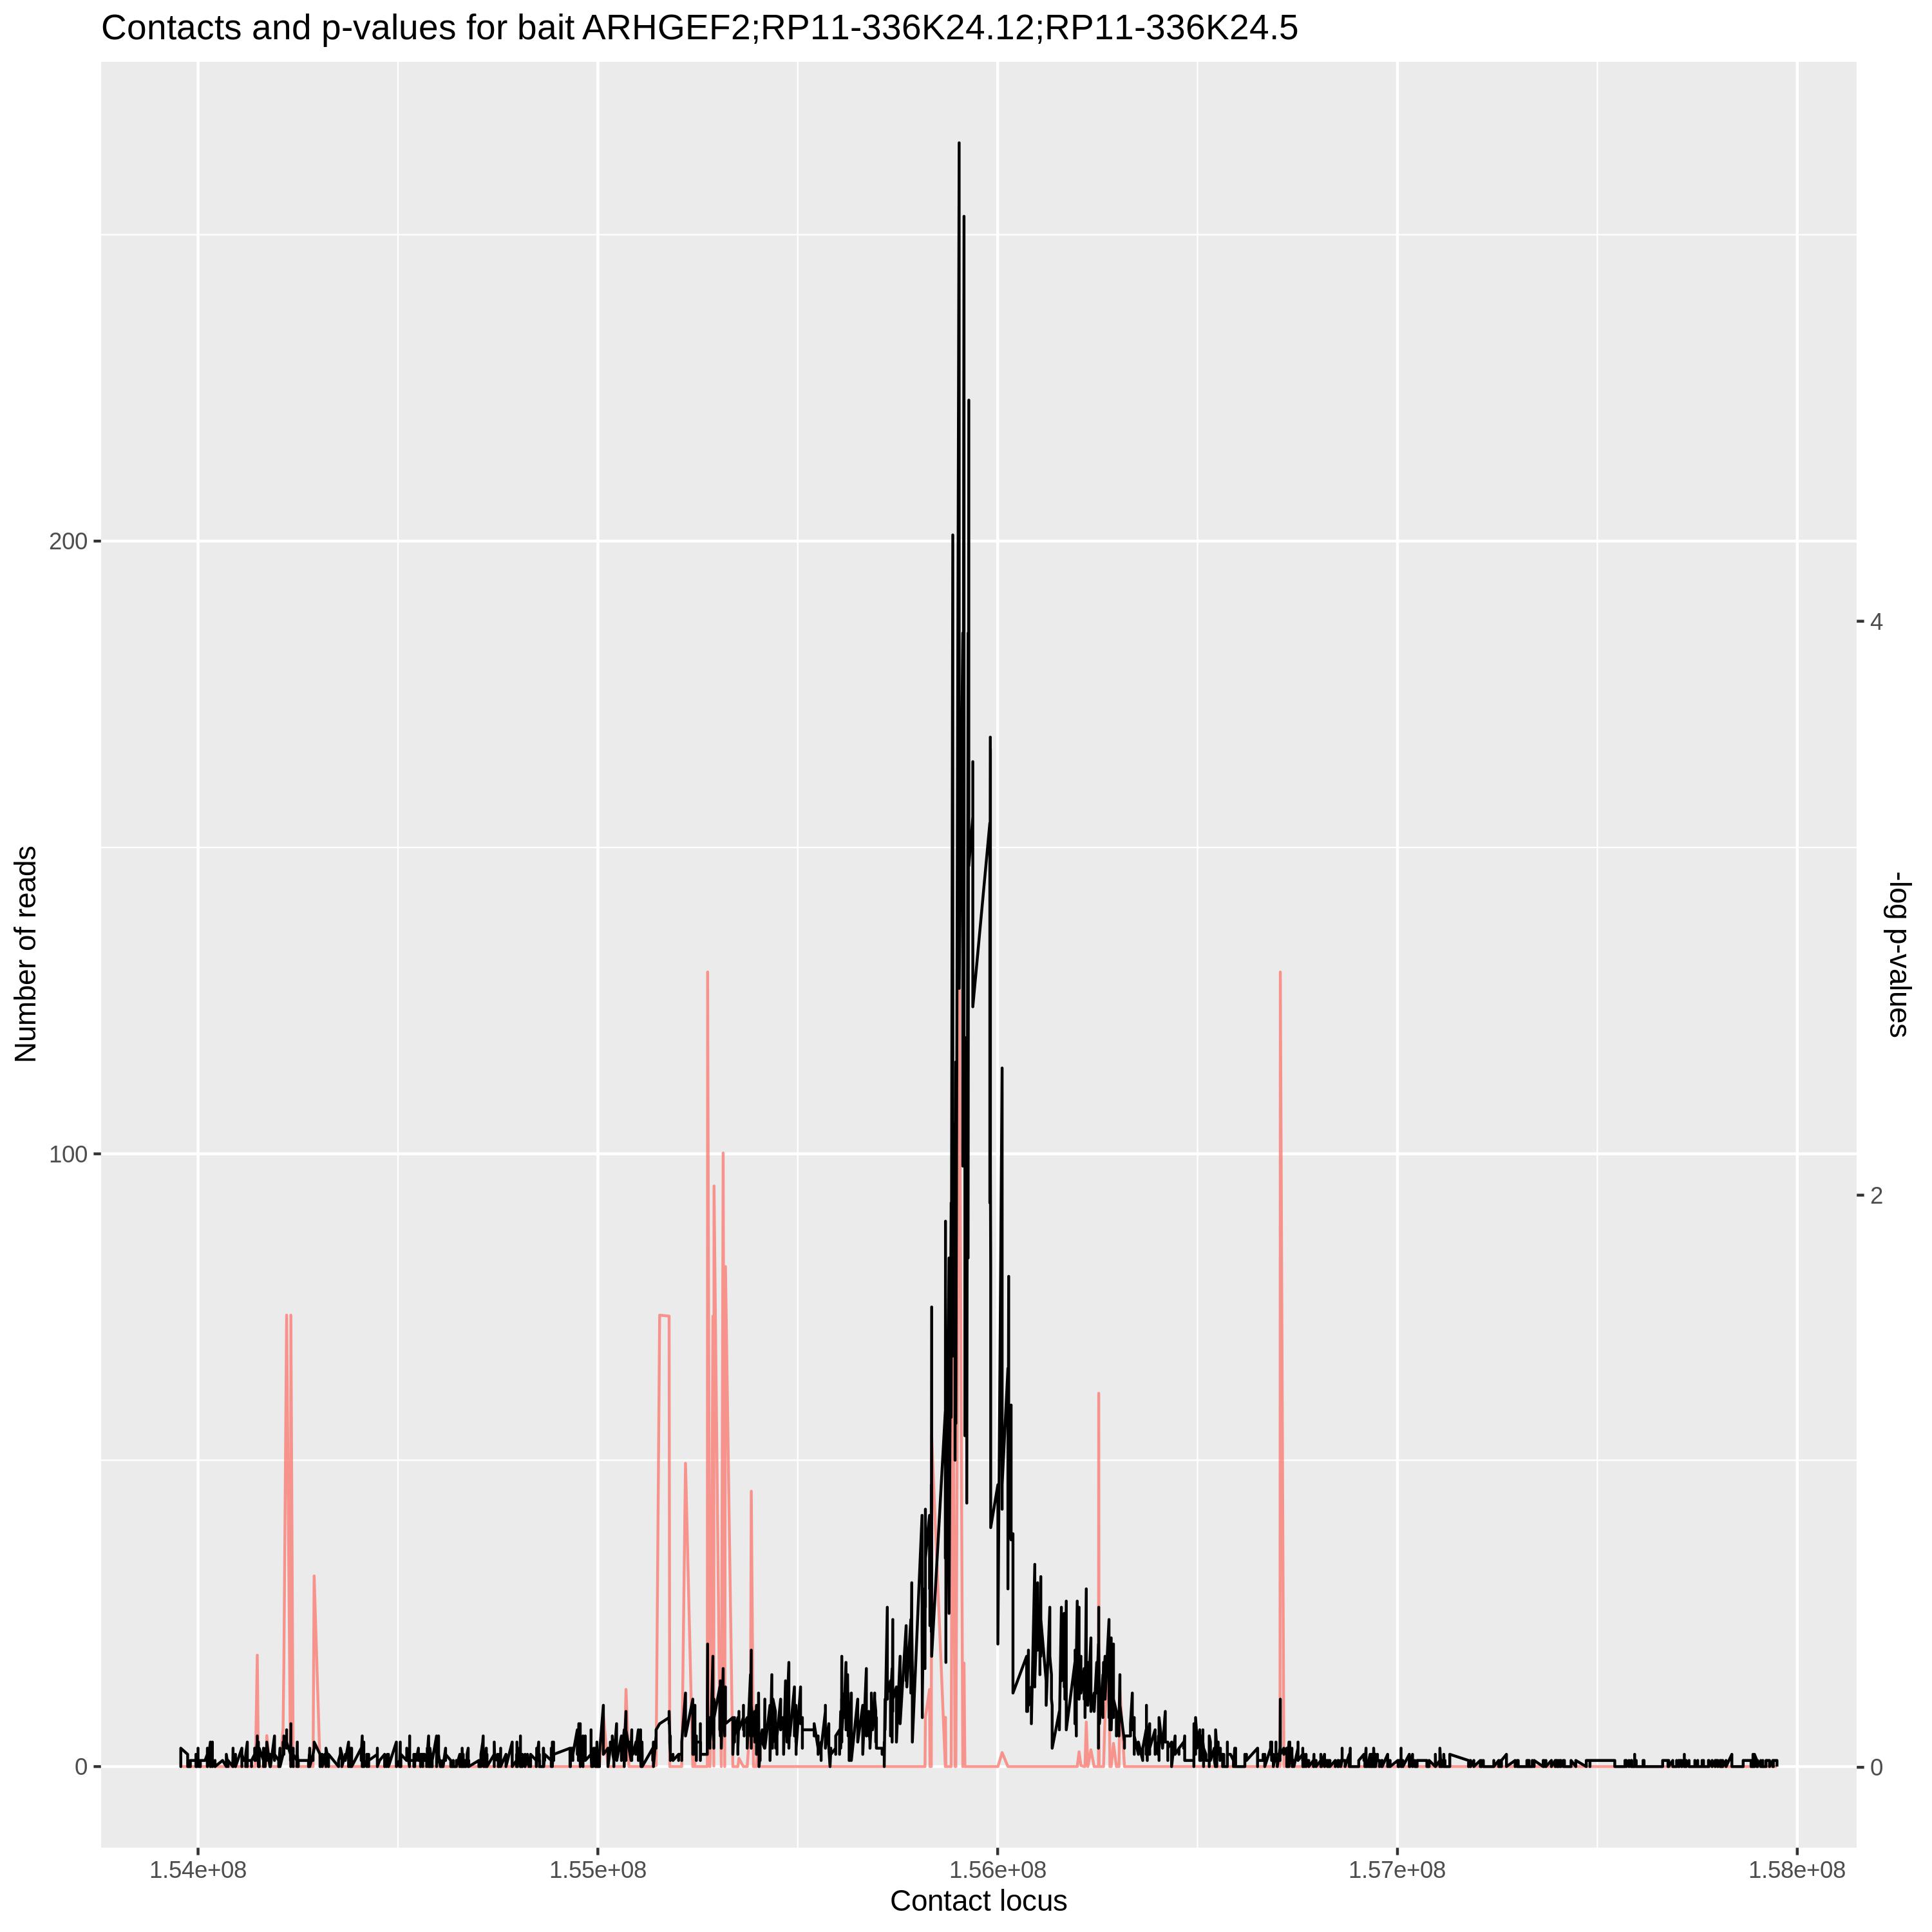 Contacts and p-values for bait ARHGEF2;RP11-336K24.12;RP11-336K24.5
Number of reads
200
100
0
-log p-values
4
2
0
1.54e+08 1.55e+08 1.56e+08 1.57e+08 1.58e+08
Contact locus